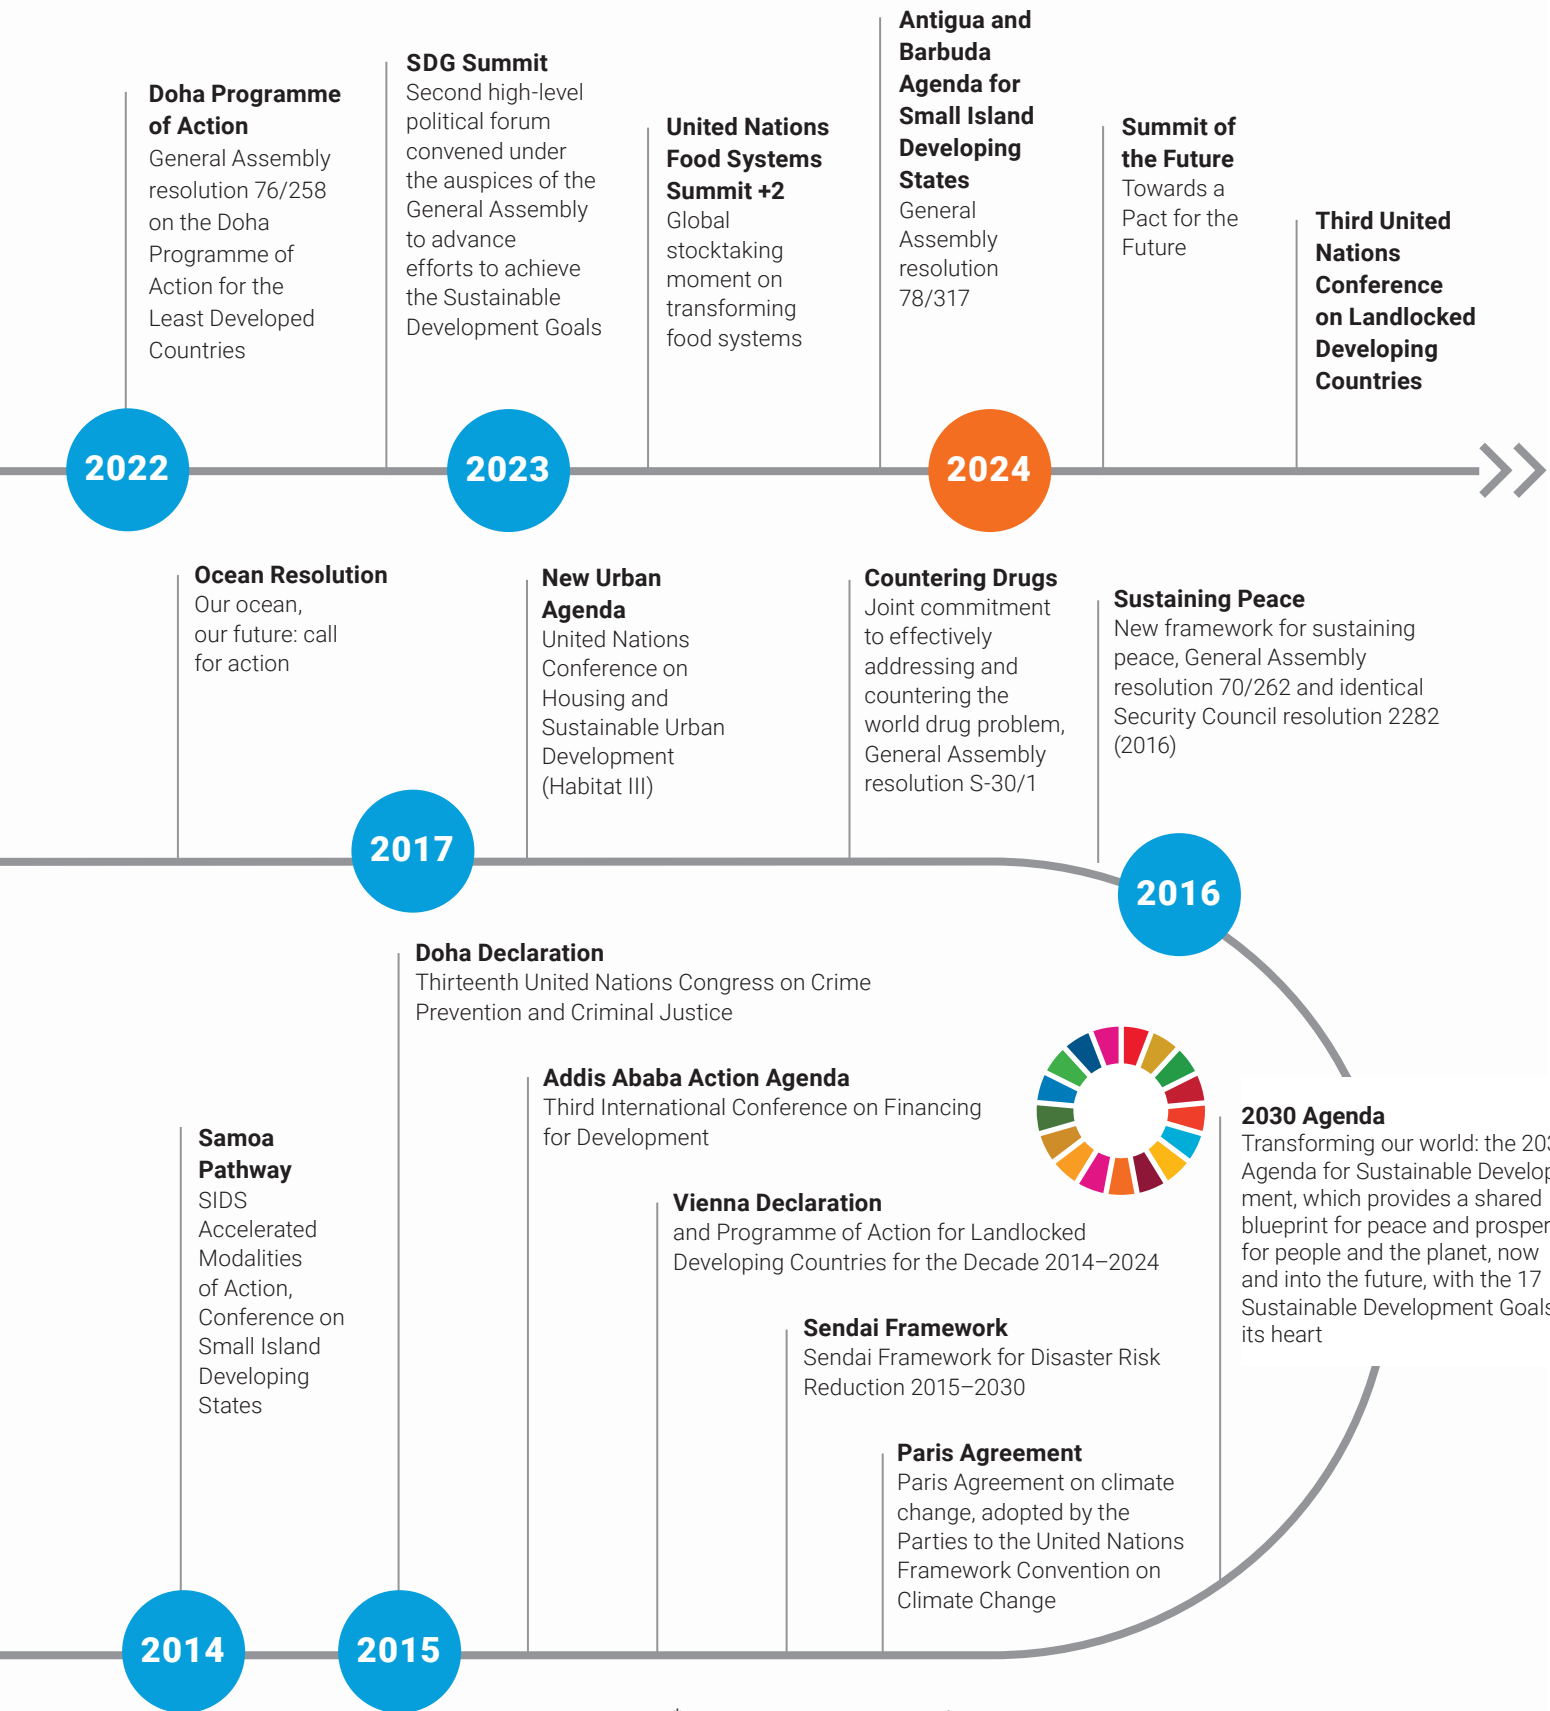 Doha Programme
of Action
General Assembly
resolution 76/258
on the Doha
Programme of
Action for the
Least Developed
Countries
SDG Summit
Second high-level
political forum
convened under
the auspices of the
General Assembly
to advance
efforts to achieve
the Sustainable
Development Goals
United Nations
Food Systems
Summit +2
Global
stocktaking
moment on
transforming
food systems
Antigua and
Barbuda
Agenda for
Small Island
Developing
States
General
Assembly
resolution
78/317
Summit of
the Future
Towards a
Pact for the
Future
Third United
Nations
Conference
on Landlocked
Developing
Countries
2022
2023
2024
Ocean Resolution
Our ocean,
our future: call
for action
New Urban
Agenda
United Nations
Conference on
Housing and
Sustainable Urban
Development
(Habitat III)
Countering Drugs
Joint commitment
to effectively
addressing and
countering the
world drug problem,
General Assembly
resolution S-30/1
Sustaining Peace
New framework for sustaining
peace, General Assembly
resolution 70/262 and identical
Security Council resolution 2282
(2016)
2017
2016
Doha Declaration
Thirteenth United Nations Congress on Crime
Prevention and Criminal Justice
Addis Ababa Action Agenda
Third International Conference on Financing
for Development
Samoa
Pathway
SIDS
Accelerated
Modalities
of Action,
Conference on
Small Island
Developing
States
Vienna Declaration
and Programme of Action for Landlocked
Developing Countries for the Decade 2014–2024
Sendai Framework
Sendai Framework for Disaster Risk
Reduction 2015–2030
Paris Agreement
Paris Agreement on climate
change, adopted by the
Parties to the United Nations
Framework Convention on
Climate Change
2030 Agenda
Transforming our world: the
Agenda for Sustainable Develop
ment, which provides a shared
blueprint for peace and prosper
for people and the planet, now
and into the future, with the 17
Sustainable Development Goals
its heart
2014
2015